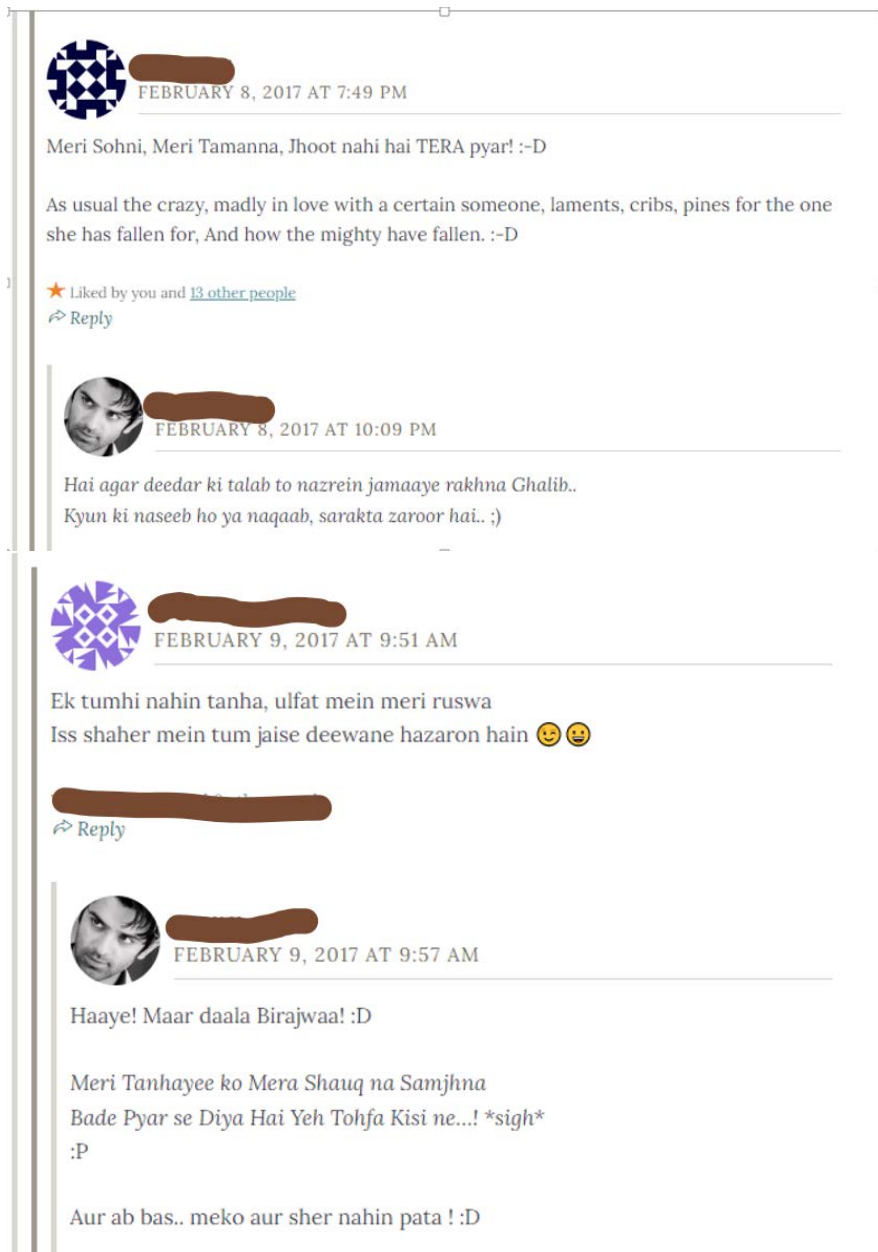 FEBRUARY 8, 2017 AT 7:49 PM
Meri Sohni, Meri Tamanna, Jhoot nahi hai TERA pyar! :-D
As usual the crazy, madly in love with a certain someone, laments, cribs, pines for the one
she has fallen for, And how the mighty have fallen. :-D
Liked by you and 13 other people
Reply
FEBRUARY 8, 2017 AT 10:09 PM
Hai agar deedar ki talab to nazrein jamaaye rakhna Ghalib..
Kyun ki naseeb ho ya naqaab, sarakta zaroor hai.. ;)
FEBRUARY 9, 2017 AT 9:51 AM
Ek tumhi nahin tanha, ulfat mein meri ruswa
Iss shaher mein tum jaise deewane hazaron hain 😉😀
Reply
FEBRUARY 9, 2017 AT 9:57 AM
Haaye! Maar daala Birajwaa! :D
Meri Tanhayee ko Mera Shauq na Samjhna
Bade Pyar se Diya Hai Yeh Tohfa Kisi ne...! *sigh*
:P
Aur ab bas.. meko aur sher nahin pata ! :D